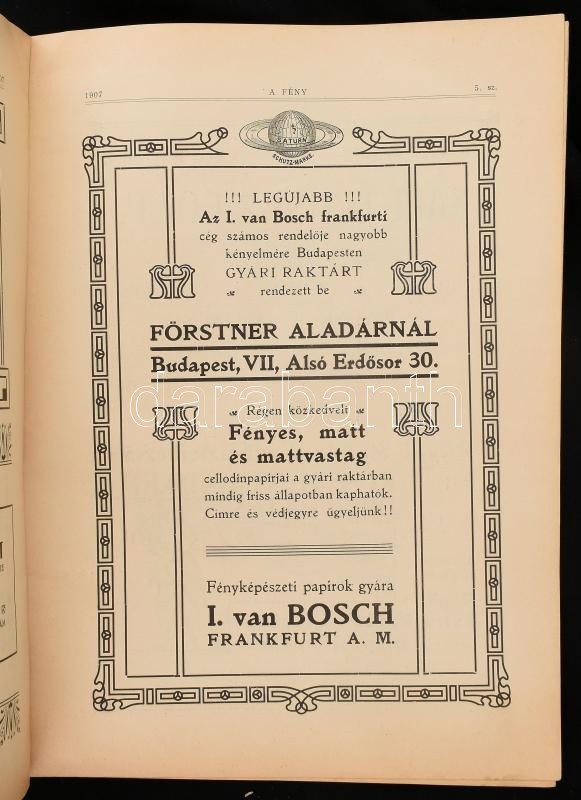 1907 A FÉNY 5. sz.
SATURN
SCHUTZ-MARKE.
!!! LEGÚJABB !!!
Az I. van Bosch frankfurti
cég számos rendelője nagyobb
kényelmére Budapesten
GYÁRI RAKTÁRT
rendezett be
FÖRSTNER ALADÁRNÁL
Budapest, VII, Alsó Erdősor 30.
darabanth
Régen közkedvelt
Fényes, matt
és mattvastag
cellodinpapírjai a gyári raktárban
mindig friss állapotban kaphatók.
Cimre és védjegyre ügyeljünk!!
Fényképészeti papirok gyára
I. van BOSCH
FRANKFURT A. M.